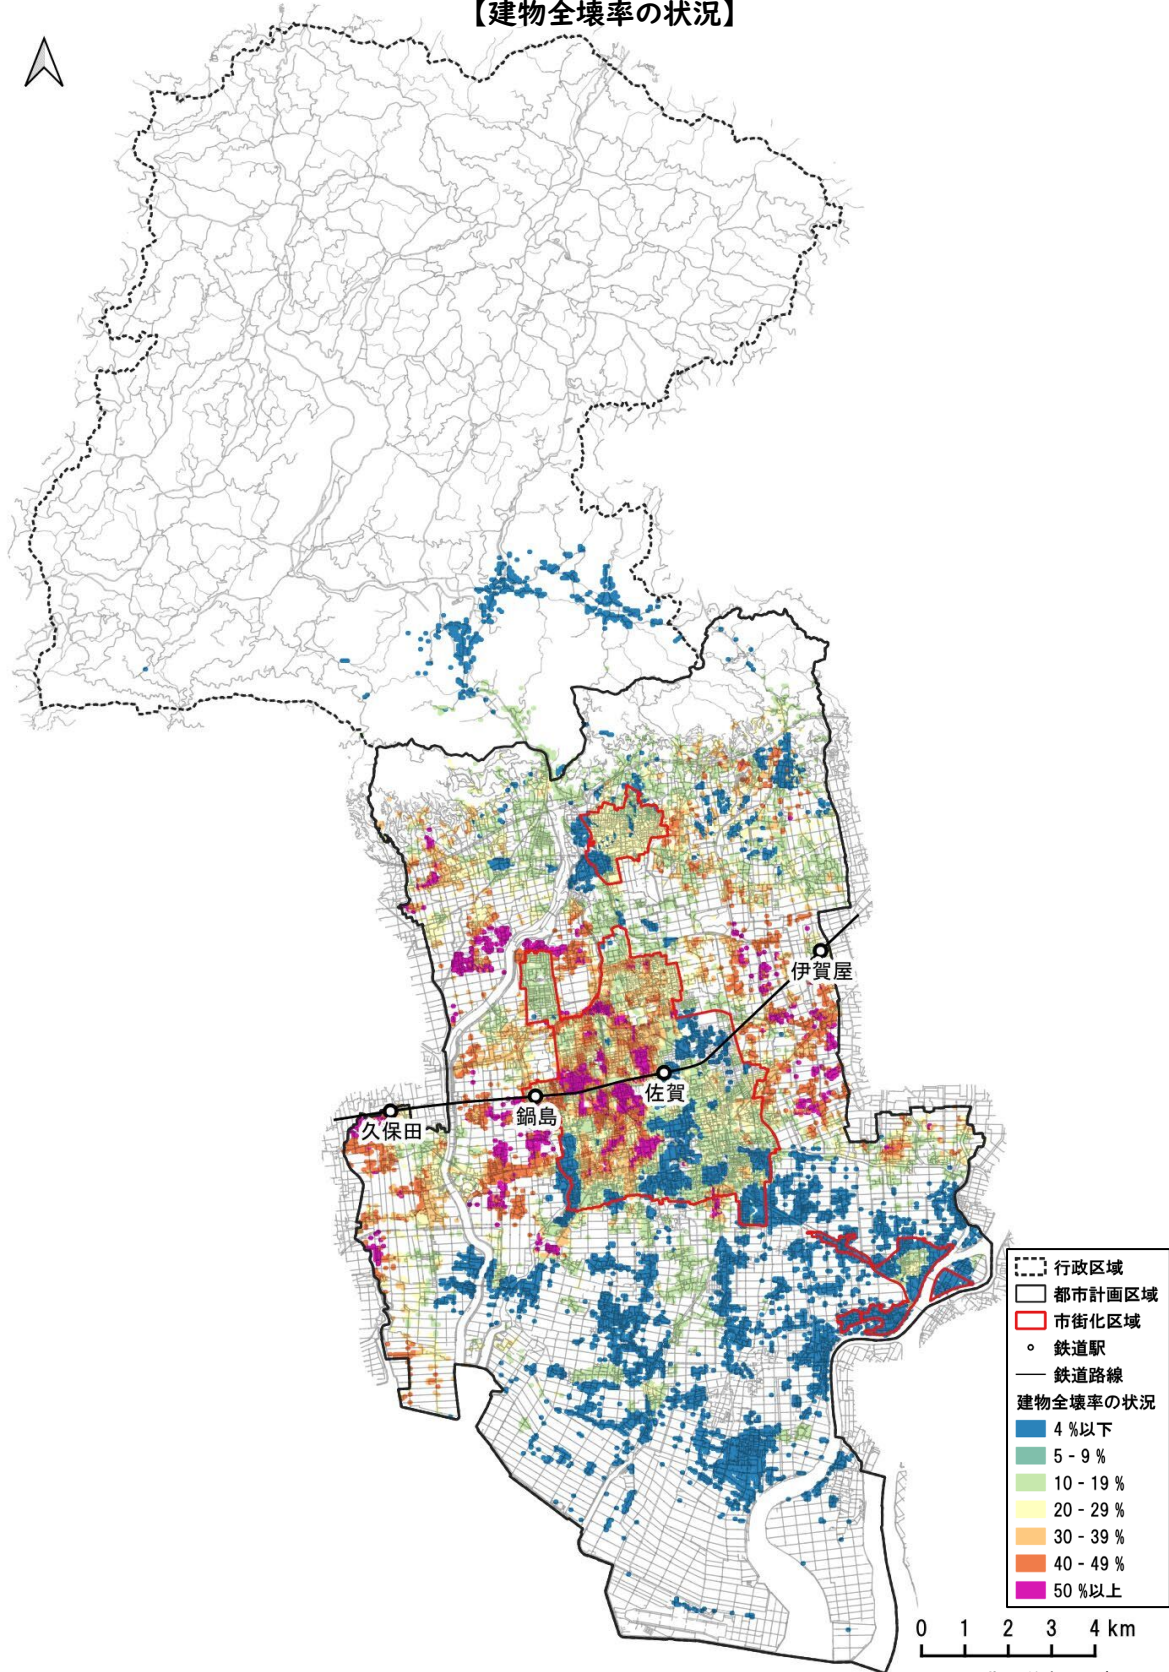 【建物全壊率の状況】
伊賀屋
佐賀
鍋島
久保田
行政区域
都市計画区域
市街化区域
鉄道駅
鉄道路線
建物全壊率の状況
4 %以下
5 - 9 %
10 - 19 %
20 - 29 %
30 - 39 %
40 - 49 %
50 %以上
0 1 2 3 4 km